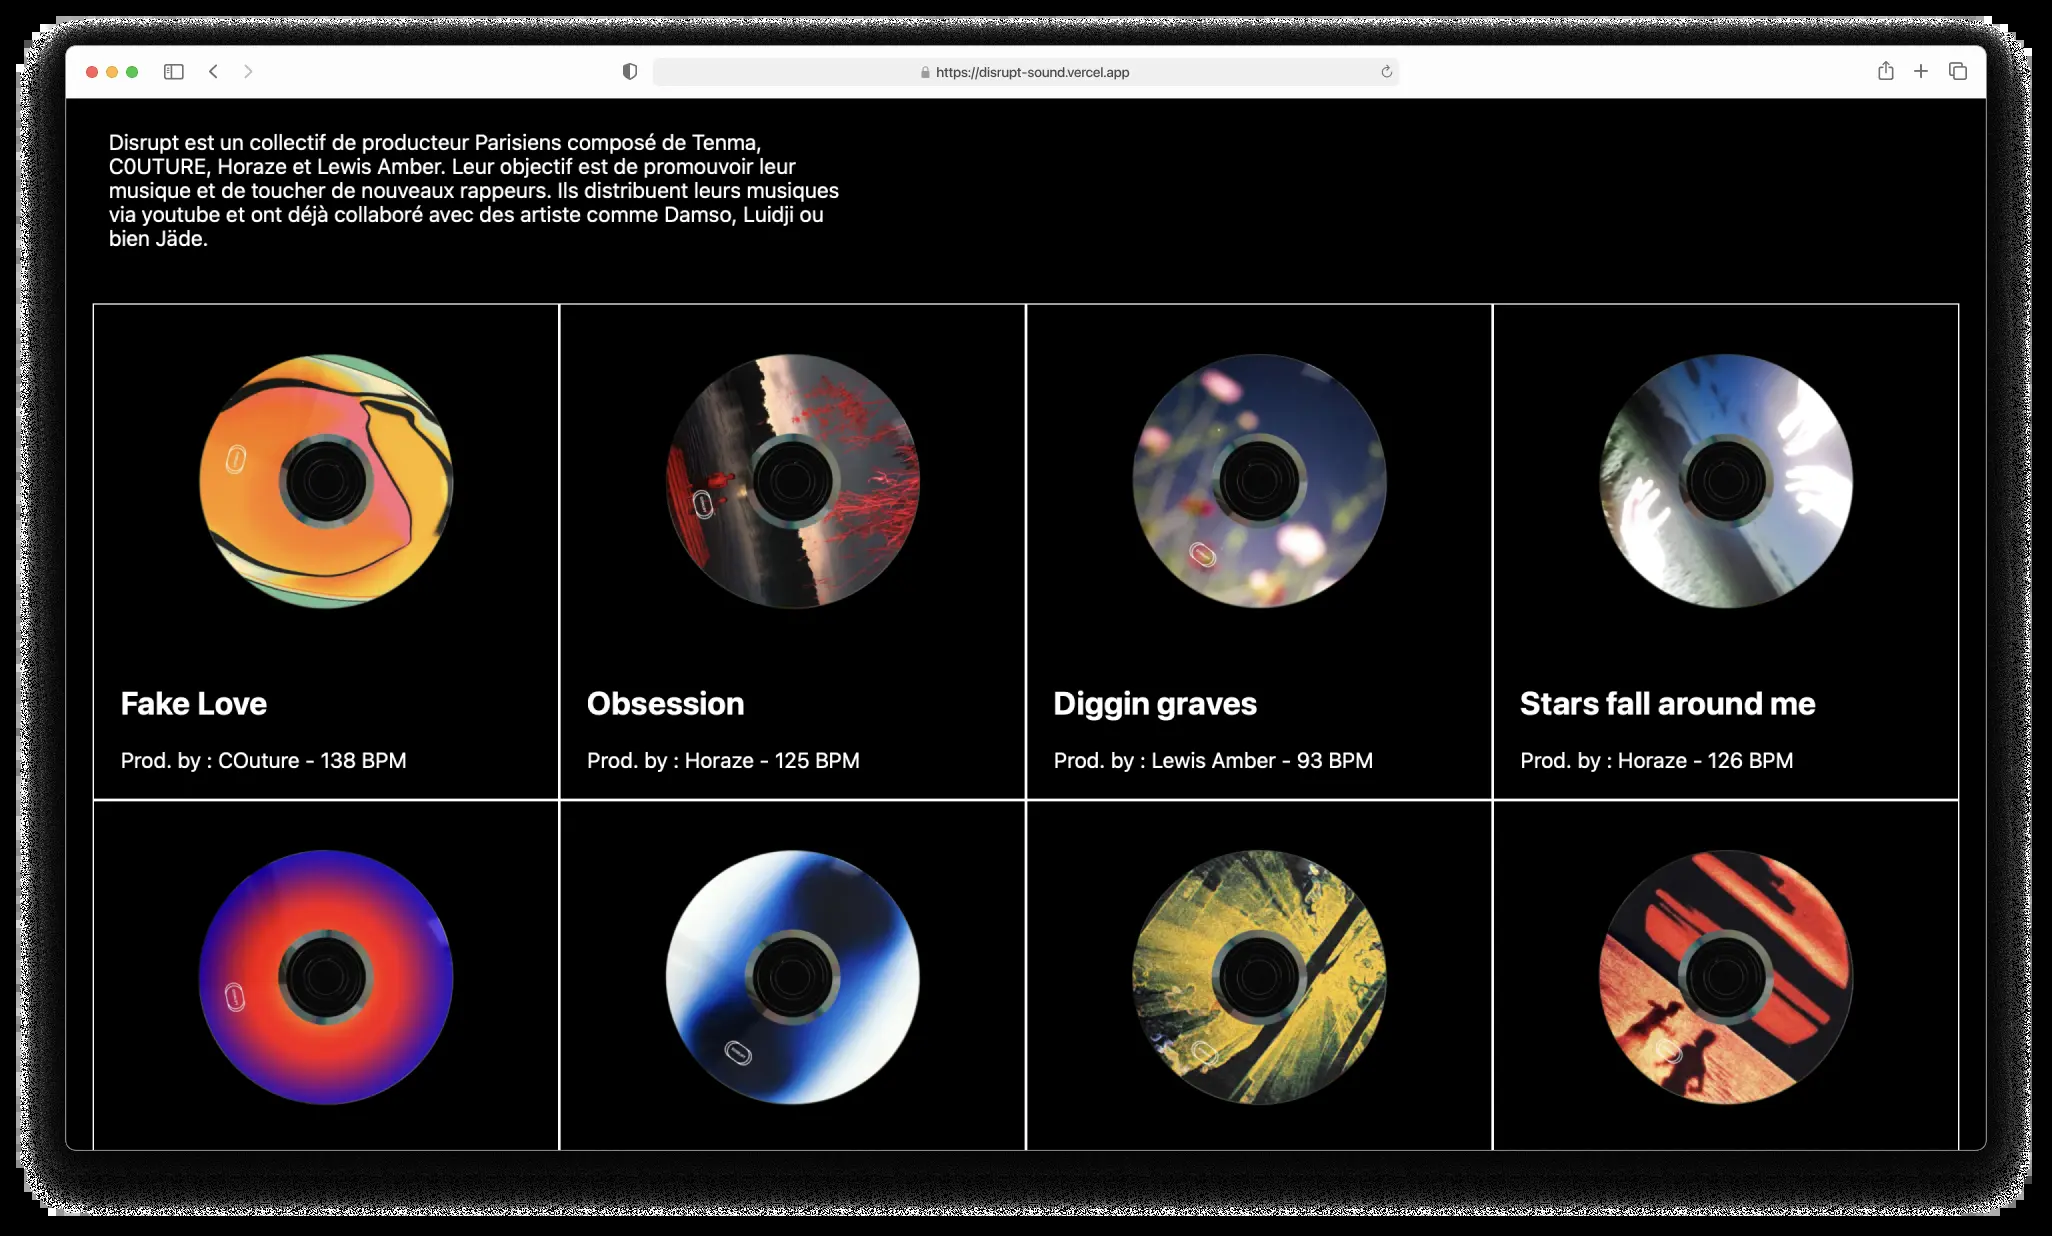 https://disrupt-sound.vercel.app
Disrupt est un collectif de producteur Parisiens composé de Tenma,
C0UTURE, Horaze et Lewis Amber. Leur objectif est de promouvoir leur
musique et de toucher de nouveaux rappeurs. Ils distribuent leurs musiques
via youtube et ont déjà collaboré avec des artiste comme Damso, Luidji ou
bien Jäde.
Fake Love
Prod. by : COuture - 138 BPM
Obsession
Prod. by : Horaze - 125 BPM
Diggin graves
Prod. by : Lewis Amber - 93 BPM
Stars fall around me
Prod. by : Horaze - 126 BPM